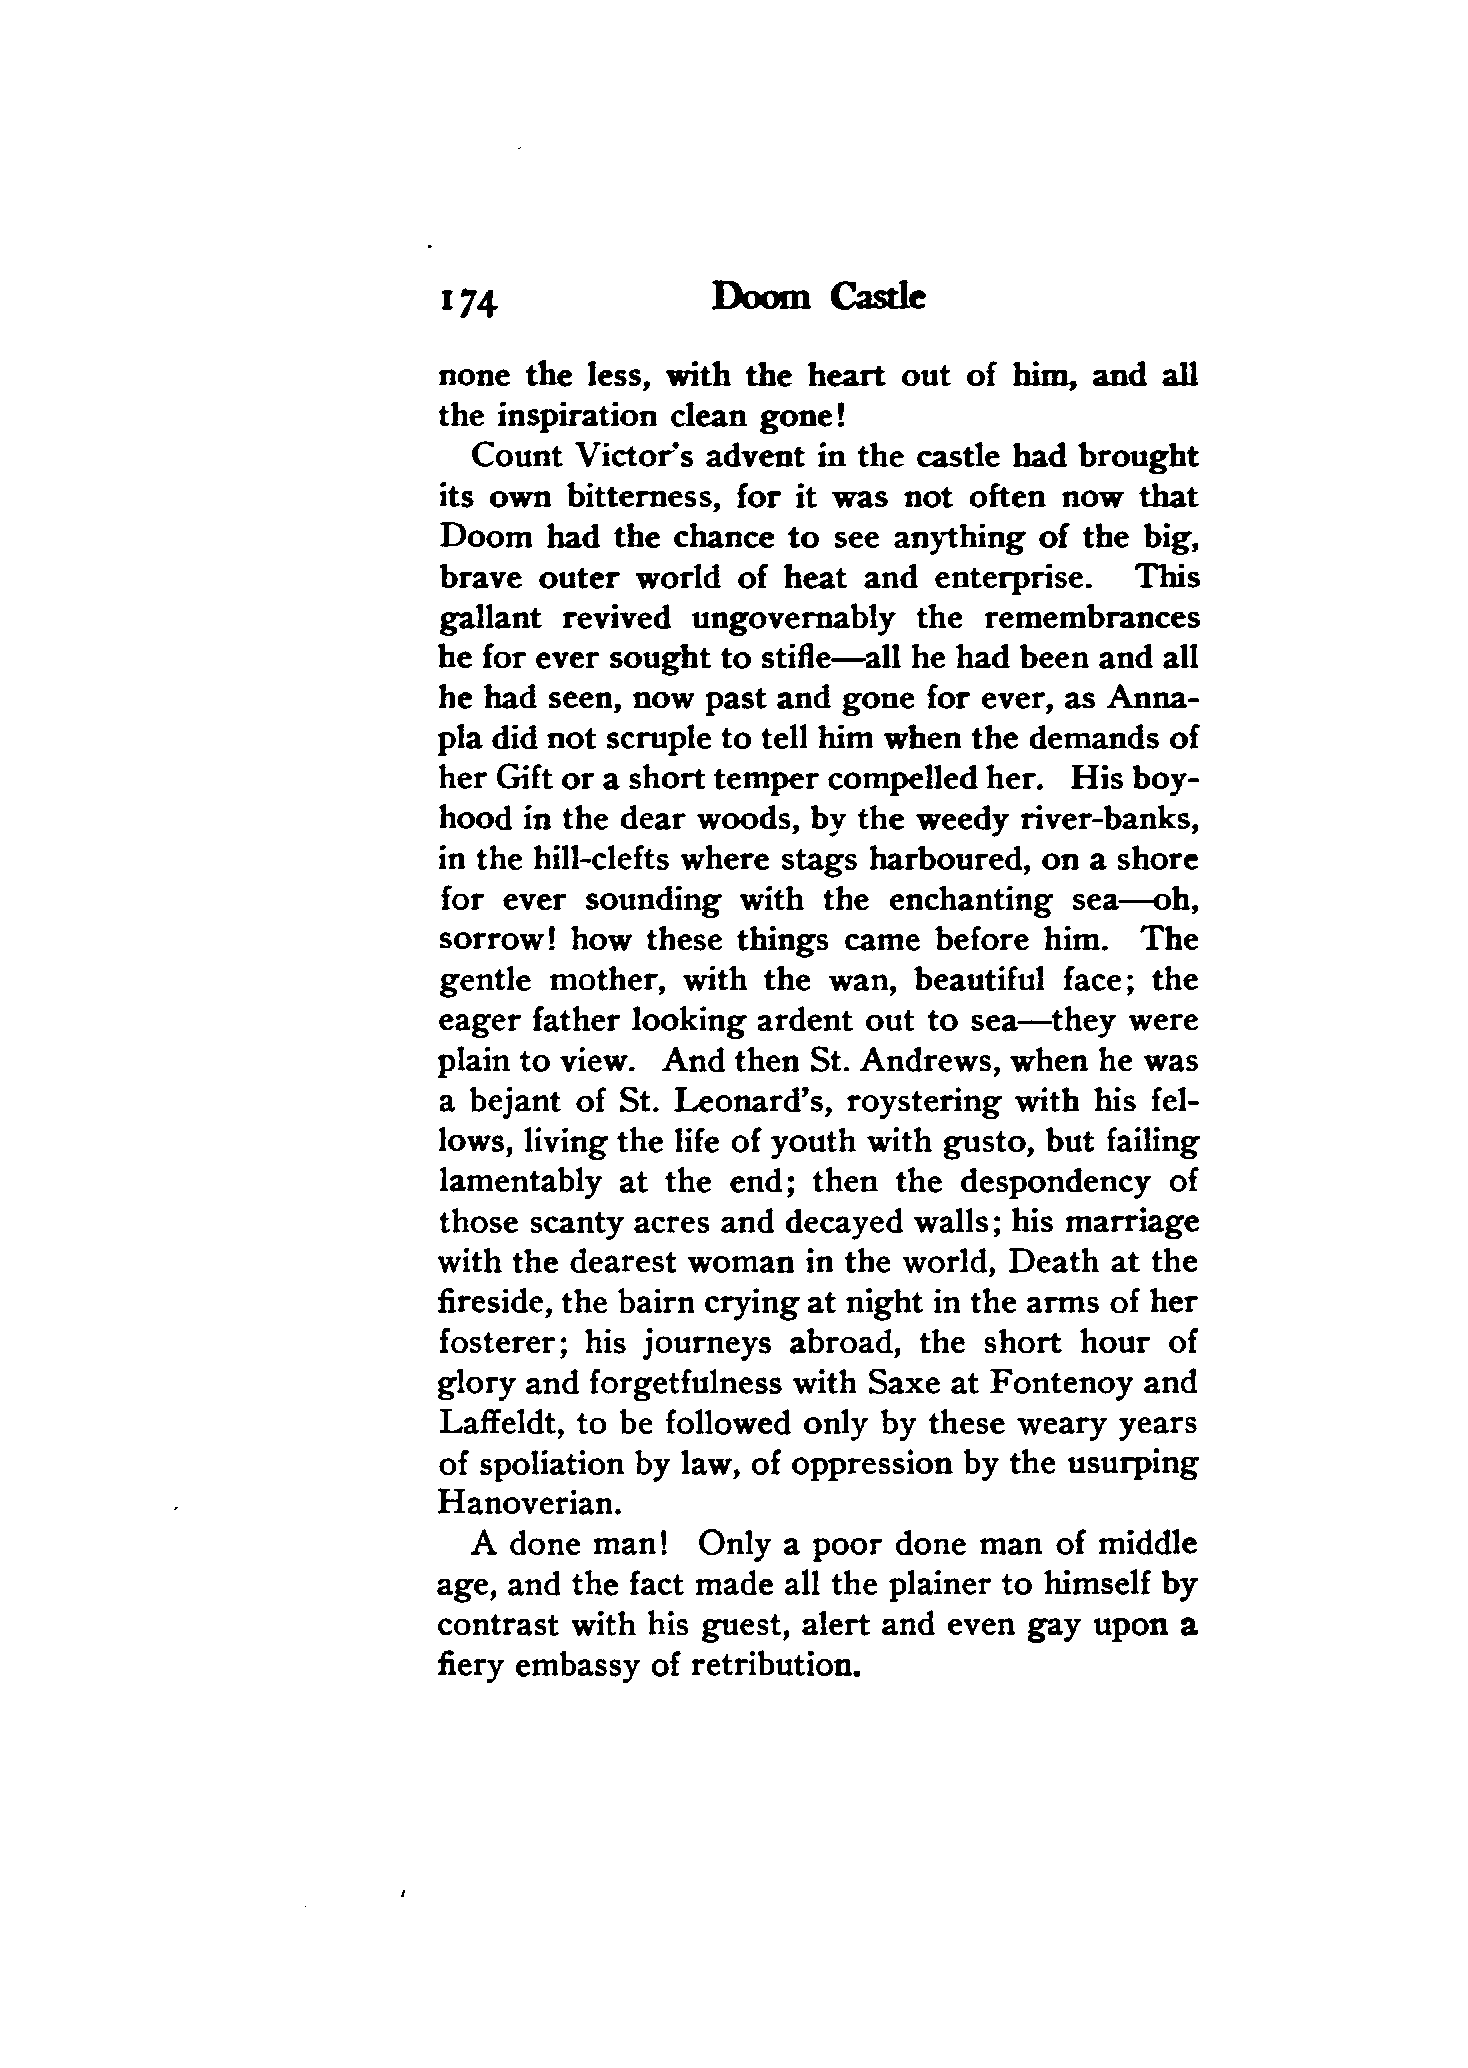 174 Doom Castle
none the less, with the heart out of him, and all
the inspiration clean gone!
Count Victor's advent in the castle had brought
its own bitterness, for it was not often now that
Doom had the chance to see anything of the big,
brave outer world of heat and enterprise. This
gallant revived ungovernably the remembrances
he for ever sought to stifle—all he had been and all
he had seen, now past and gone for ever, as Anna-
pla did not scruple to tell him when the demands of
her Gift or a short temper compelled her. His boy-
hood in the dear woods, by the weedy river-banks,
in the hill-clefts where stags harboured, on a shore
for ever sounding with the enchanting sea—oh,
sorrow! how these things came before him. The
gentle mother, with the wan, beautiful face; the
eager father looking ardent out to sea—they were
plain to view. And then St. Andrews, when he was
a bejant of St. Leonard's, roystering with his fel-
lows, living the life of youth with gusto, but failing
lamentably at the end; then the despondency of
those scanty acres and decayed walls; his marriage
with the dearest woman in the world, Death at the
fireside, the bairn crying at night in the arms of her
fosterer; his journeys abroad, the short hour of
glory and forgetfulness with Saxe at Fontenoy and
Laffeldt, to be followed only by these weary years
of spoliation by law, of oppression by the usurping
Hanoverian.
A done man! Only a poor done man of middle
age, and the fact made all the plainer to himself by
contrast with his guest, alert and even gay upon a
fiery embassy of retribution.